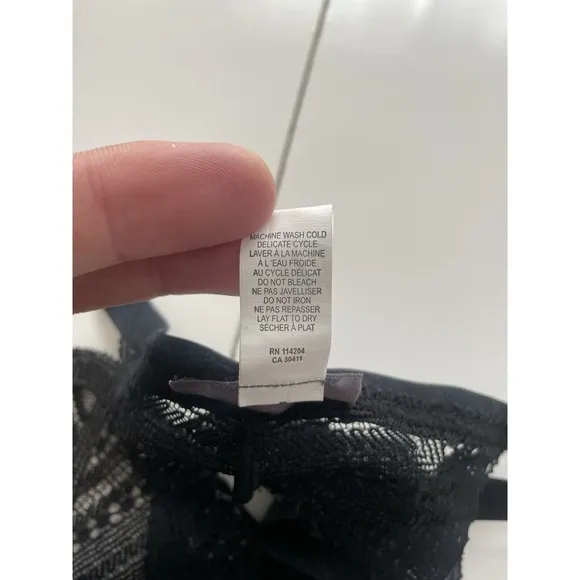 MACHINE WASH COLD
DELICATE CYCLE
LAVER À LA MACHINE
À L'EAU FROIDE
AU CYCLE DÉLICAT
DO NOT BLEACH
NE PAS JAVELLISER
DO NOT IRON
NE PAS REPASSER
LAY FLAT TO DRY
SÉCHER À PLAT
RN 114204
CA 30411